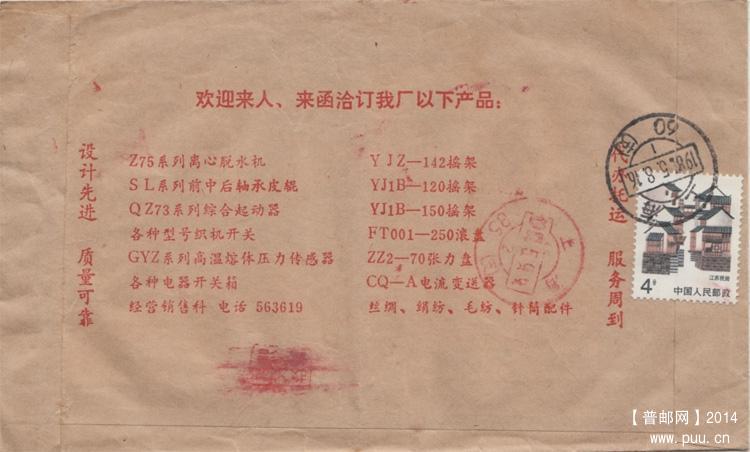 欢迎来人、来函洽订我厂以下产品：
设计先进 质量可靠
Z75系列离心脱水机
SL系列前中后轴承皮辊
QZ73系列综合起动器
各种型号织机开关
GYZ系列高温熔体压力传感器
各种电器开关箱
经营销售科 电话 563619
YJZ—142摇架
YJ1B—120摇架
YJ1B—150摇架
FT001—250滚盘
ZZ2—70张力盘
CQ—A电流变送器
丝绸、绢纺、毛纺、针筒配件
托运 服务周到
上海
江苏民居
4分 中国人民邮政
【普邮网】2014
www.puu.cn